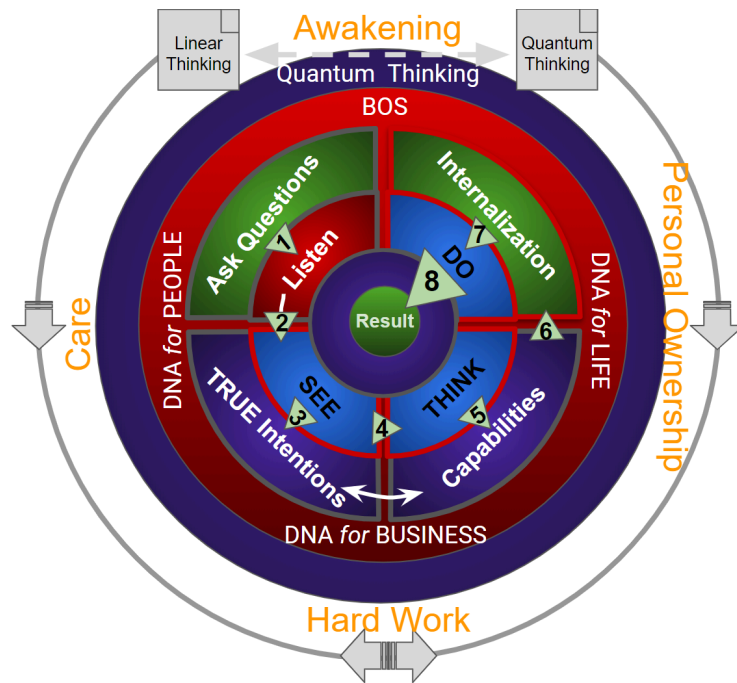 Awakening
Linear
Thinking
Quantum
Thinking
Quantum Thinking
BOS
Ask Questions
Internalization
1
Listen
7
DO
8
Care
DNA for PEOPLE
DNA for LIFE
Personal Ownership
2
Result
6
SEE
THINK
3
4
5
TRUE Intentions
Capabilities
DNA for BUSINESS
Hard Work